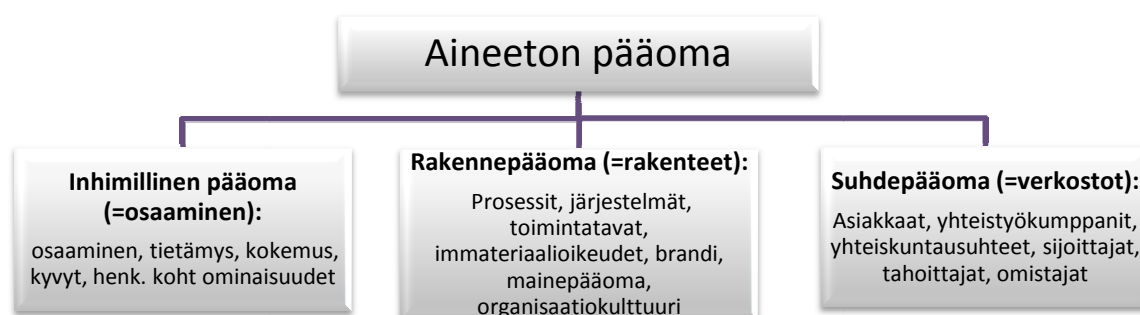 Aineeton pääoma
Inhimillinen pääoma
(=osaaminen):
osaaminen, tietämys, kokemus,
kyvyt, henk. koht ominaisuudet
Rakennepääoma (=rakenteet):
Prosessit, järjestelmät,
toimintatavat,
immateriaalioikeudet, brandi,
mainepääoma,
organisaatiokulttuuri
Suhdepääoma (=verkostot):
Asiakkaat, yhteistyökumppanit,
yhteiskuntausuhteet, sijoittajat,
tahoittajat, omistajat